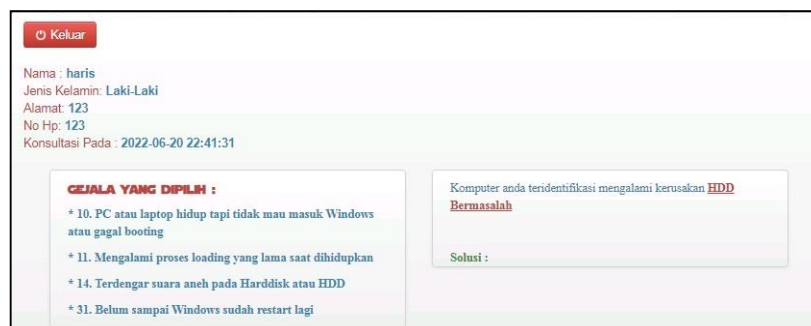 Keluar
Nama : haris
Jenis Kelamin: Laki-Laki
Alamat: 123
No Hp: 123
Konsultasi Pada : 2022-06-20 22:41:31
GEJALA YANG DIPILIH :
* 10. PC atau laptop hidup tapi tidak mau masuk Windows
atau gagal booting
* 11. Mengalami proses loading yang lama saat dihidupkan
* 14. Terdengar suara aneh pada Harddisk atau HDD
* 31. Belum sampai Windows sudah restart lagi
Komputer anda teridentifikasi mengalami kerusakan HDD
Bermasalah
Solusi :